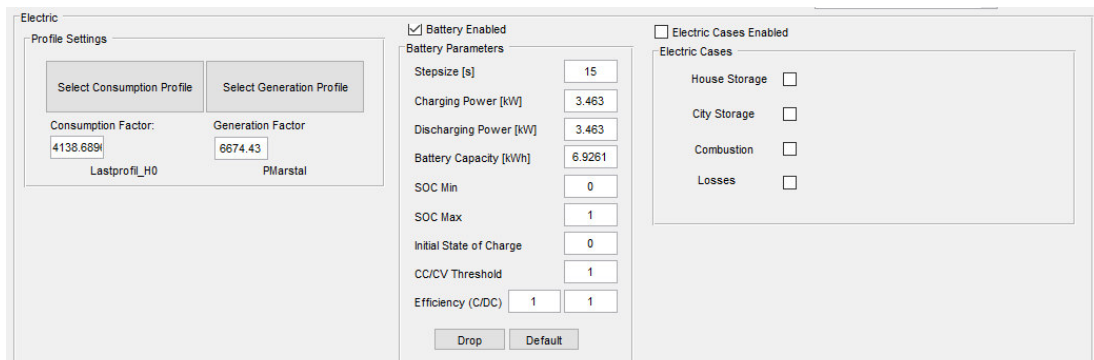 Electric
Profile Settings
Select Consumption Profile
Select Generation Profile
Consumption Factor:
Generation Factor
4138.689
6674.43
Lastprofil_H0
PMarstal
Battery Enabled
Battery Parameters
Stepsize [s] 15
Charging Power [kW] 3.463
Discharging Power [kW] 3.463
Battery Capacity [kWh] 6.9261
SOC Min 0
SOC Max 1
Initial State of Charge 0
CC/CV Threshold 1
Efficiency (C/DC) 1 1
Drop Default
Electric Cases Enabled
Electric Cases
House Storage
City Storage
Combustion
Losses